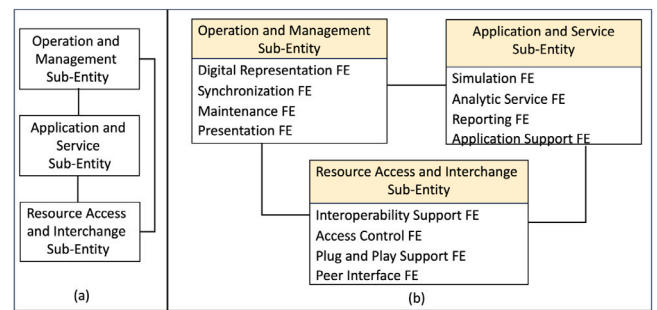 Operation and
Management
Sub-Entity
Application and
Service
Sub-Entity
Resource Access
and Interchange
Sub-Entity
(a)
Operation and Management
Sub-Entity
Digital Representation FE
Synchronization FE
Maintenance FE
Presentation FE
Application and Service
Sub-Entity
Simulation FE
Analytic Service FE
Reporting FE
Application Support FE
Resource Access and Interchange
Sub-Entity
Interoperability Support FE
Access Control FE
Plug and Play Support FE
Peer Interface FE
(b)